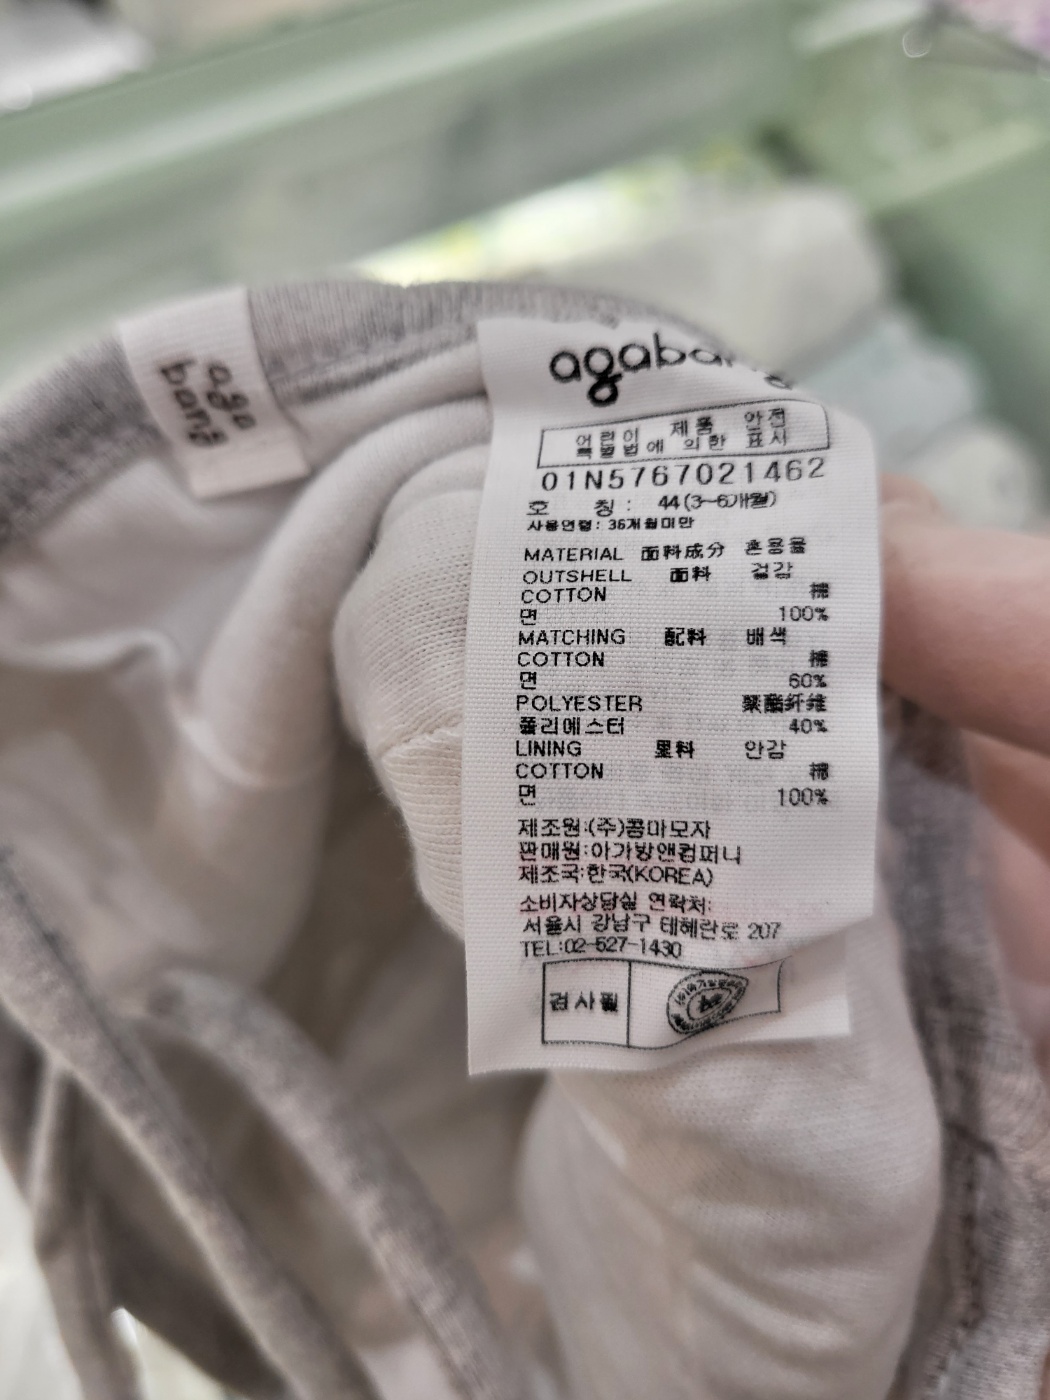 aga
bang
agabang
어린이 제품 안전
특별법에 의한 표시
01N5767021462
호 칭 : 44(3~6개월)
사용연령: 36개월미만
MATERIAL 面料成分 혼용율
OUTSHELL 面料 겉감
COTTON 棉
면 100%
MATCHING 配料 배색
COTTON 棉
면 60%
POLYESTER 聚酯纤维
폴리에스터 40%
LINING 里料 안감
COTTON 棉
면 100%
제조원:(주)콩마모자
판매원:아가방앤컴퍼니
제조국:한국(KOREA)
소비자상담실 연락처:
서울시 강남구 테헤란로 207
TEL:02-527-1430
검사필